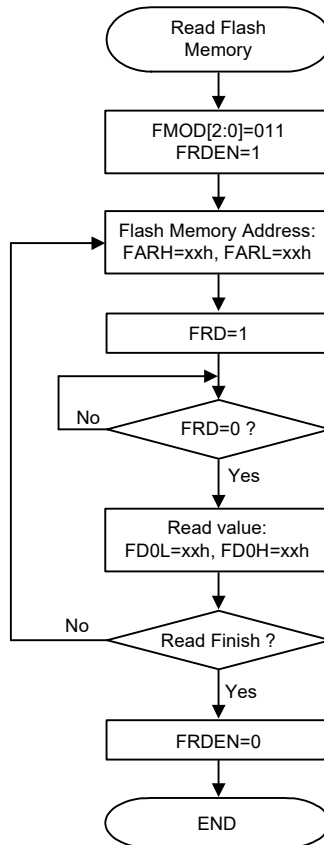 Read Flash
Memory
FMOD[2:0]=011
FRDEN=1
Flash Memory Address:
FARH=xxh, FARL=xxh
FRD=1
No
FRD=0 ?
Yes
Read value:
FD0L=xxh, FD0H=xxh
No
Read Finish ?
Yes
FRDEN=0
END